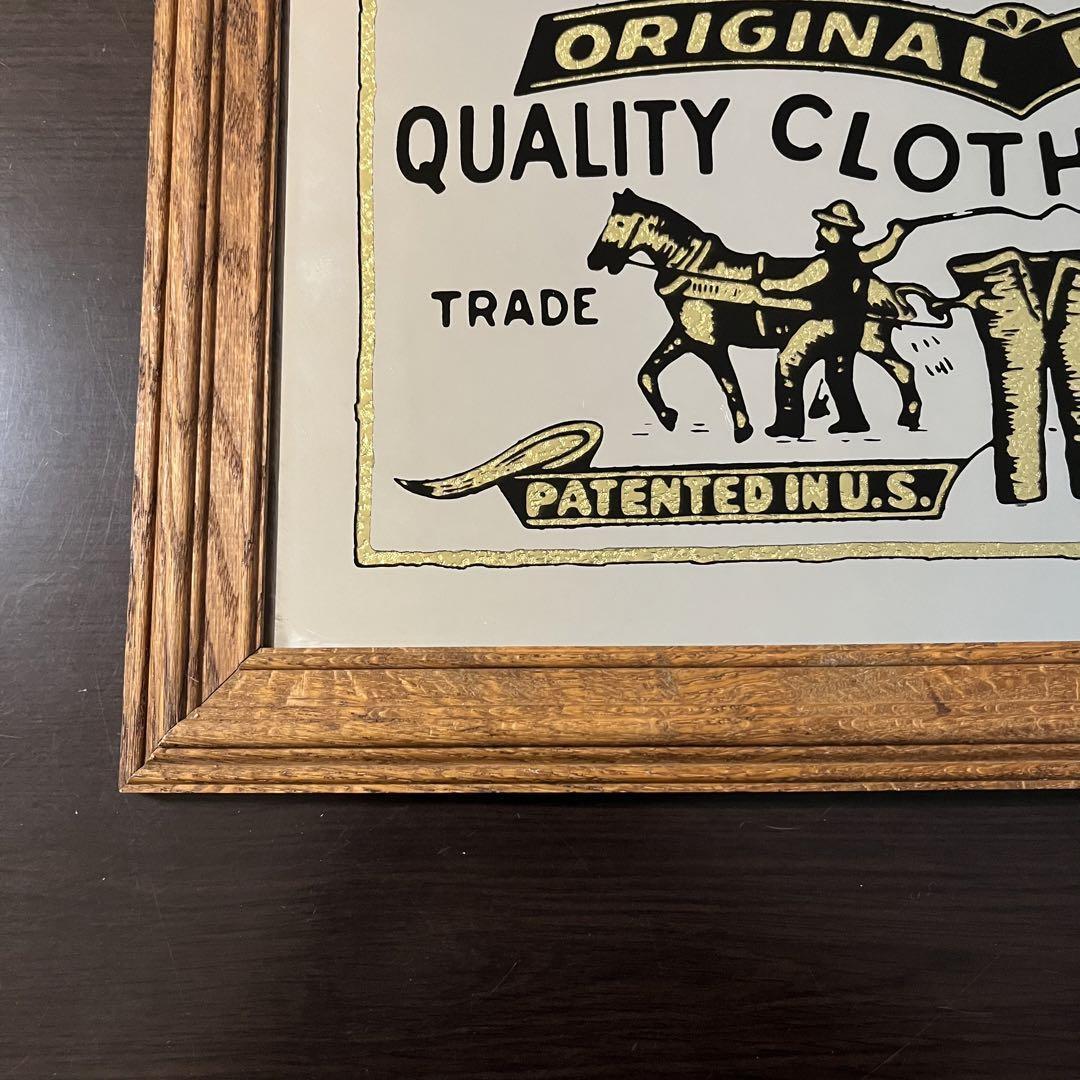 ORIGINAL
QUALITY CLOTH
TRADE
PATENTED IN U.S.